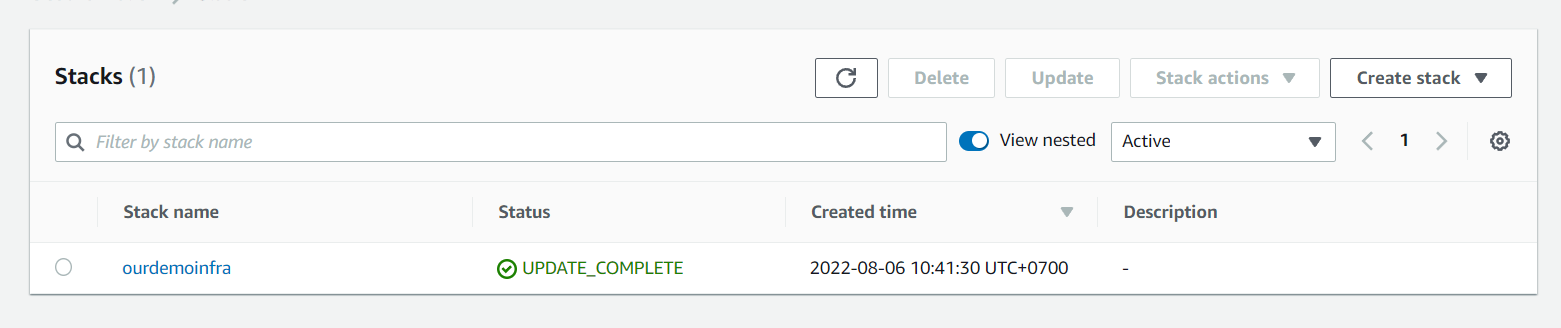 Stacks (1)
Delete
Update
Stack actions
Create stack
Filter by stack name
View nested
Active
1
Stack name
Status
Created time
Description
ourdemoinfra
UPDATE_COMPLETE
2022-08-06 10:41:30 UTC+0700
-